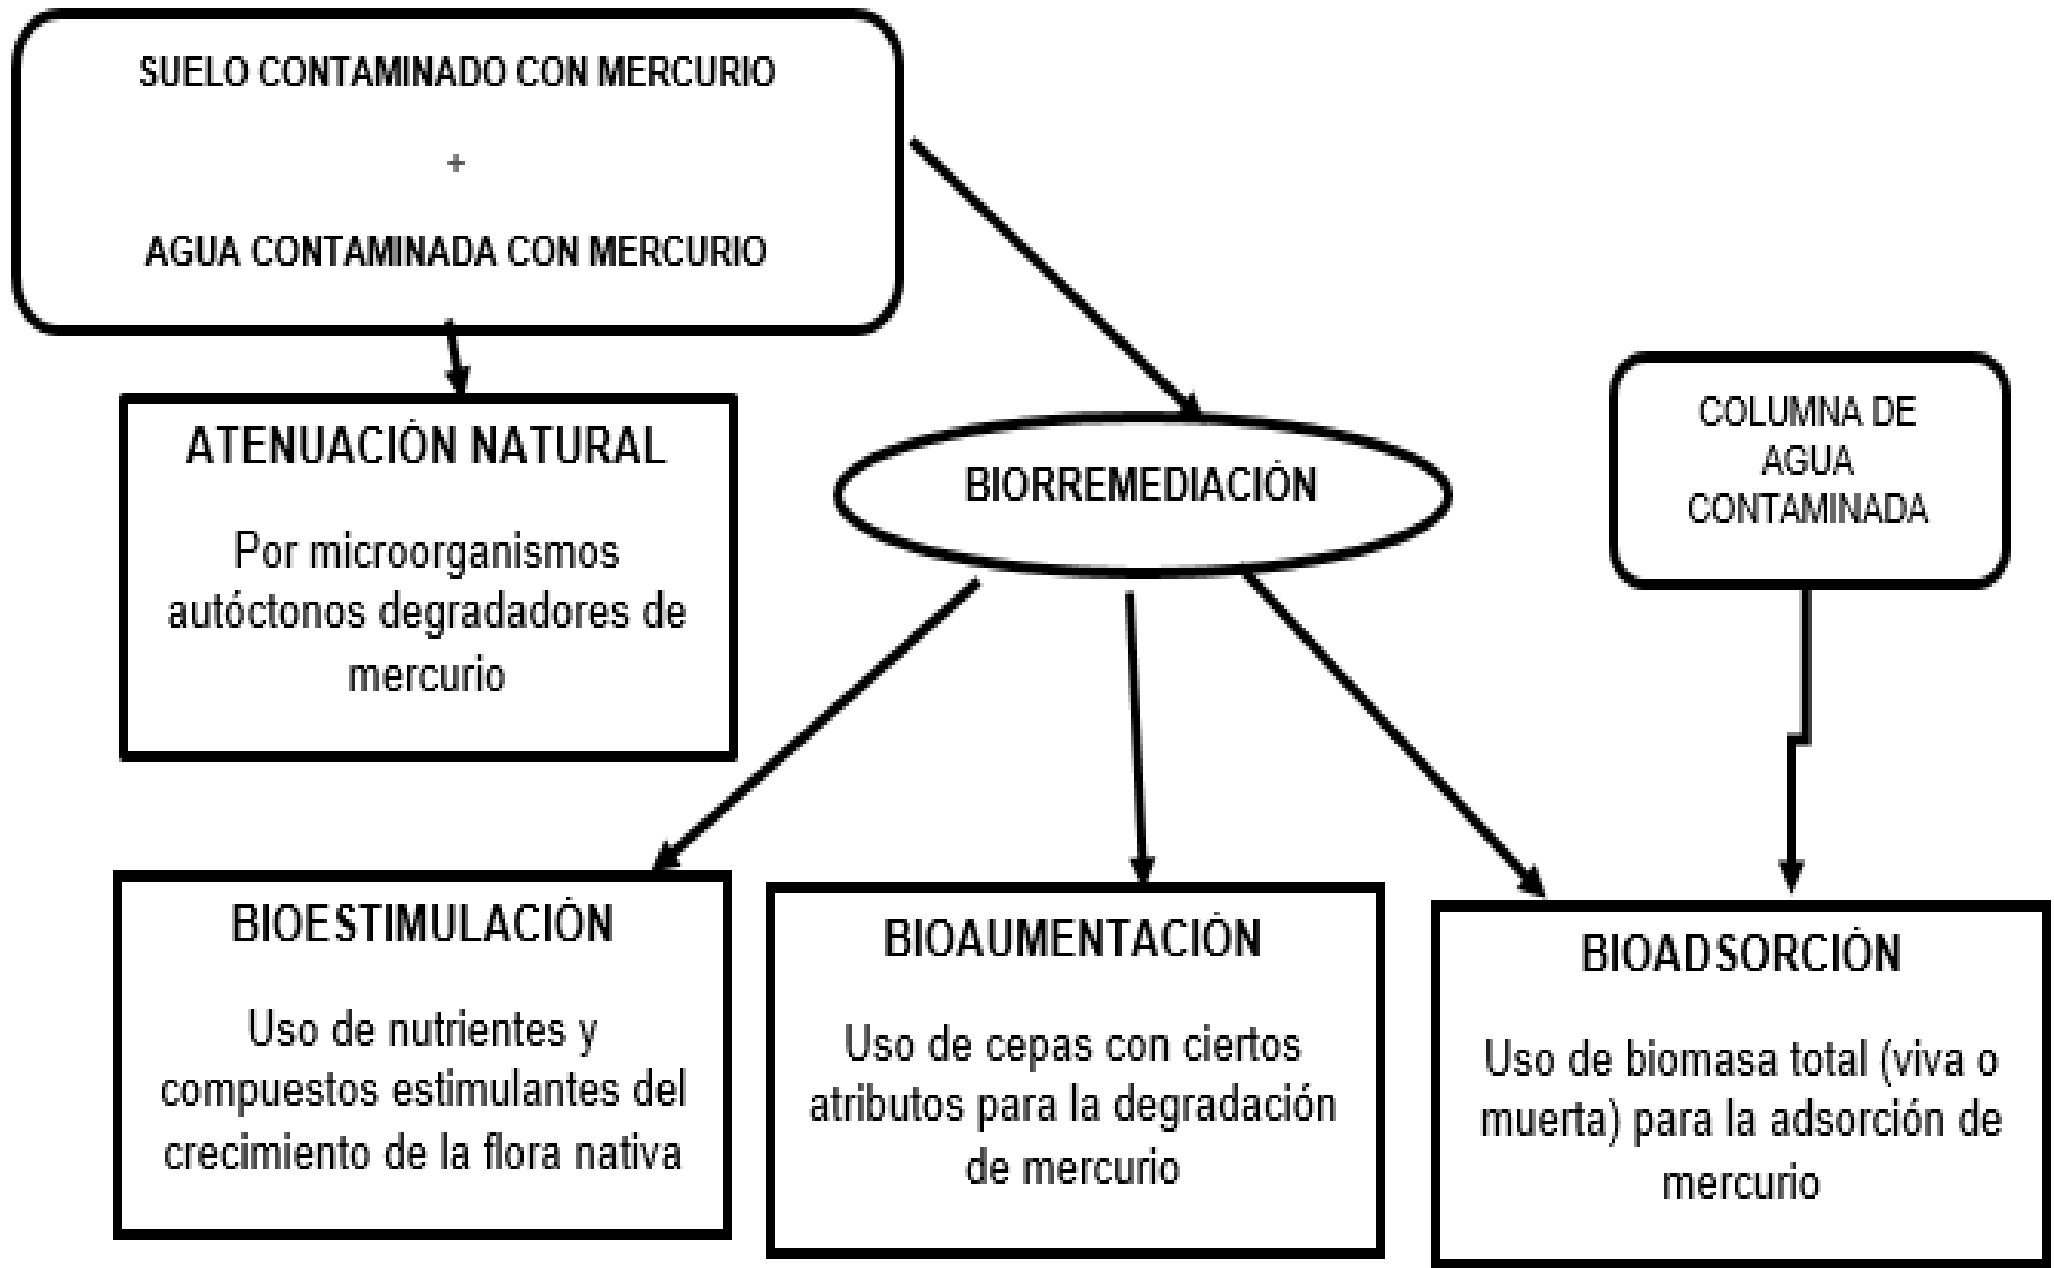 SUELO CONTAMINADO CON MERCURIO
+
AGUA CONTAMINADA CON MERCURIO
ATENUACIÓN NATURAL
Por microorganismos
autóctonos degradadores de
mercurio
BIORREMEDIACIÓN
COLUMNA DE
AGUA
CONTAMINADA
BIOESTIMULACIÓN
Uso de nutrientes y
compuestos estimulantes del
crecimiento de la flora nativa
BIOAUMENTACIÓN
Uso de cepas con ciertos
atributos para la degradación
de mercurio
BIOADSORCIÓN
Uso de biomasa total (viva o
muerta) para la adsorción de
mercurio